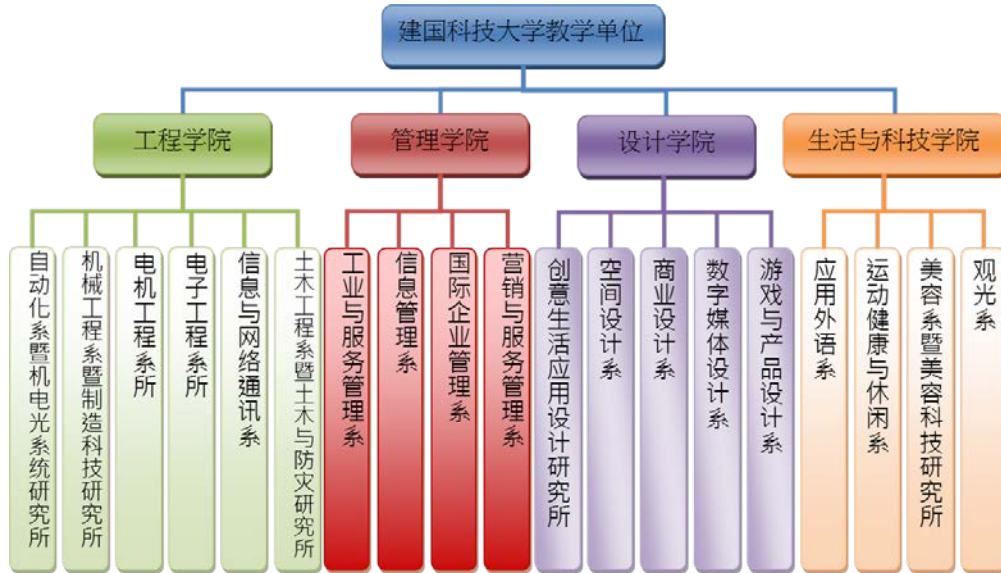 建国科技大学教学单位
工程学院
管理学院
设计学院
生活与科技学院
自动化系暨机电光系统研究所
机械工程系暨制造科技研究所
电机工程系所
电子工程系所
信息与网络通讯系
土木工程系暨土木与防灾研究所
工业与服务管理系
信息管理系
国际企业管理系
营销与服务管理系
创意生活应用设计研究所
空间设计系
商业设计系
数字媒体设计系
游戏与产品设计系
应用外语系
运动健康与休闲系
美容系暨美容科技研究所
观光系